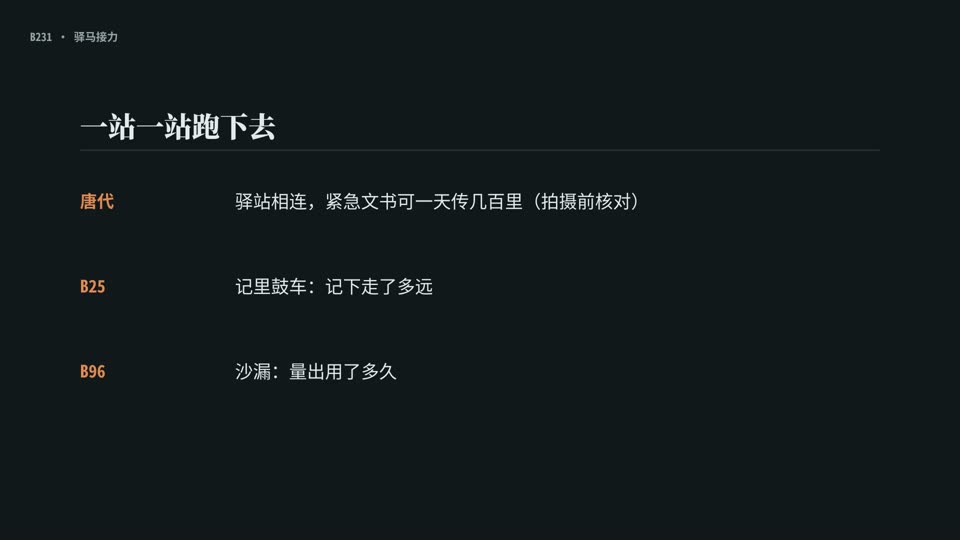 B231 · 驿马接力
一站一站跑下去
唐代 驿站相连，紧急文书可一天传几百里（拍摄前核对）
B25 记里鼓车：记下走了多远
B96 沙漏：量出用了多久